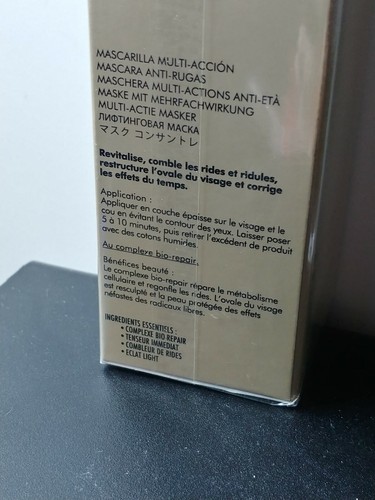 MASCARILLA MULTI-ACCIÓN
MASCARA ANTI-RUGAS
MASCHERA MULTI-ACTIONS ANTI-ETÀ
MASKE MIT MEHRFACHWIRKUNG
MULTI-ACTIE MASKER
ЛИФТИНГОВАЯ МАСКА
マスク コンサントレ
Revitalise, comble les rides et ridules,
restructure l'ovale du visage et corrige
les effets du temps.
Application :
Appliquer en couche épaisse sur le visage et le
cou en évitant le contour des yeux. Laisser poser
5 à 10 minutes, puis retirer l'excédent de produit
avec des cotons humides.
Au complexe bio-repair.
Bénéfices beauté :
Le complexe bio-repair répare le métabolisme
cellulaire et regonfle les rides. L'ovale du visage
est resculpté et la peau protégée des effets
néfastes des radicaux libres.
INGREDIENTS ESSENTIELS :
• COMPLEXE BIO REPAIR
• TENSEUR IMMEDIAT
• COMBLEUR DE RIDES
• ECLAT LIGHT